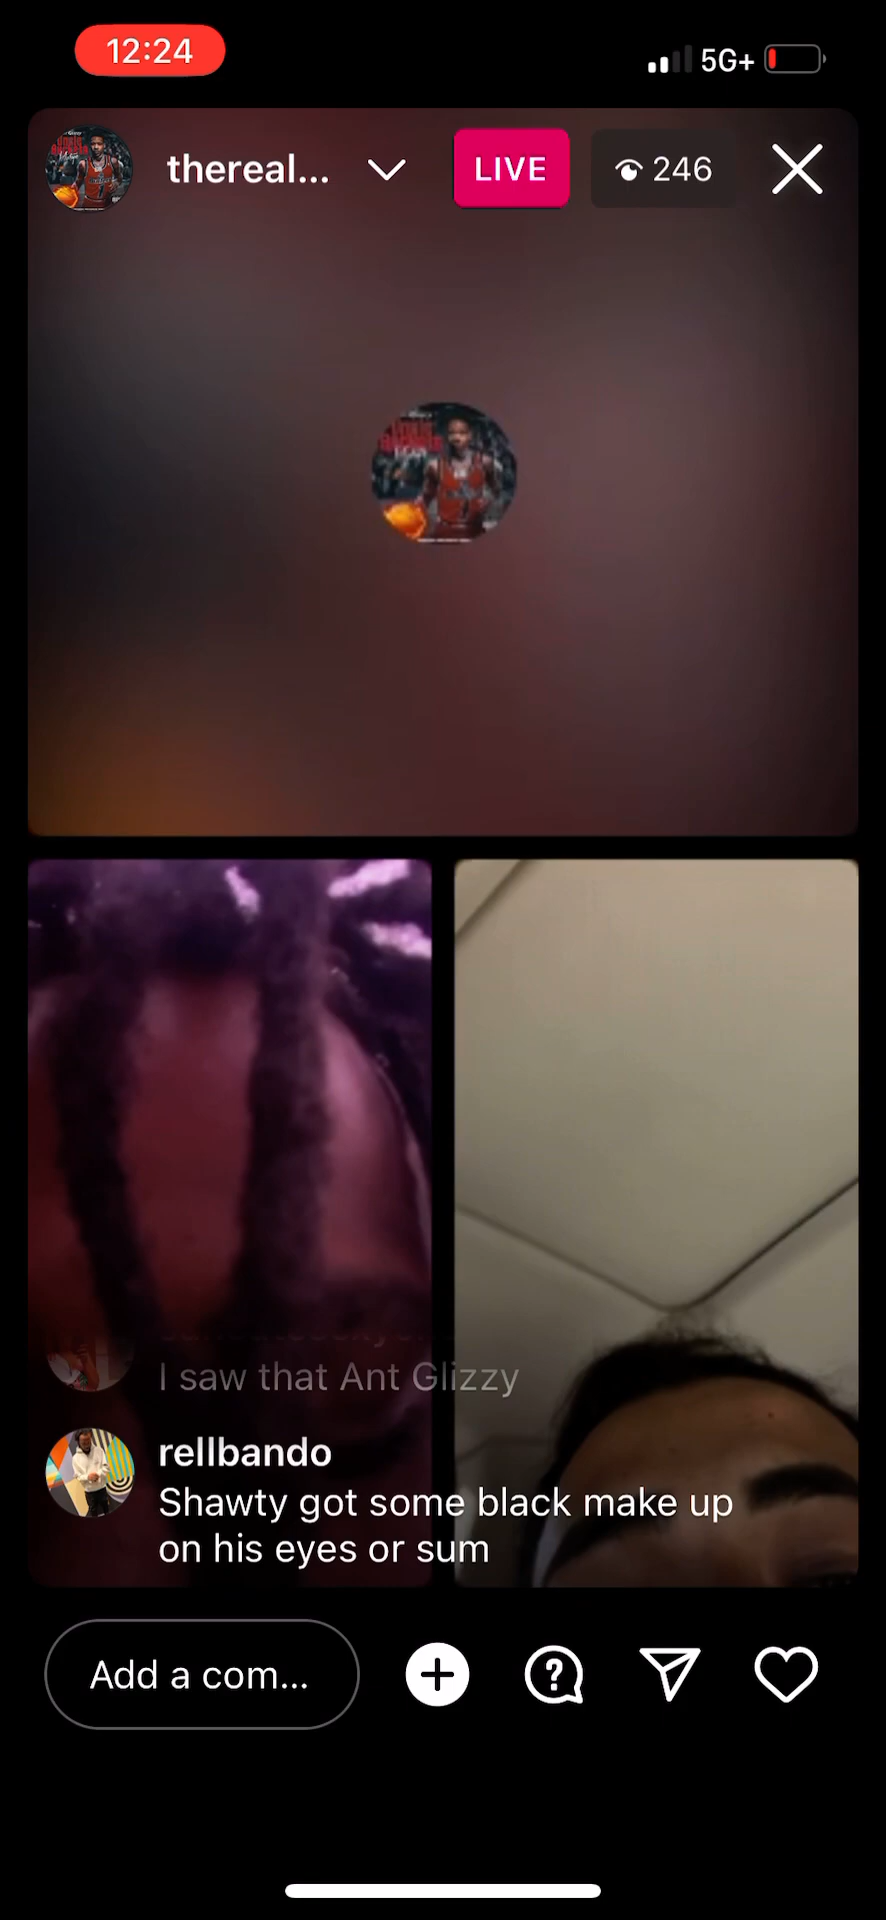 12:24
5G+
thereal...
LIVE
246
I saw that Ant Glizzy
rellbando
Shawty got some black make up
on his eyes or sum
Add a com...